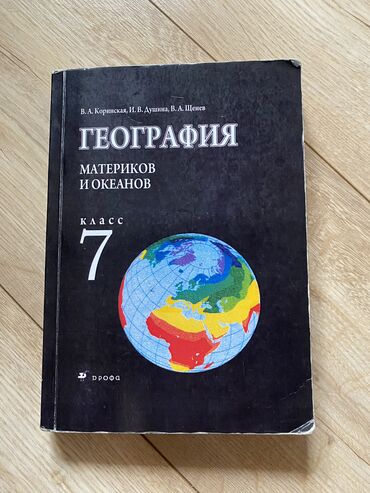 В. А. Коринская, И. В. Душина, В. А. Щенев
ГЕОГРАФИЯ
МАТЕРИКОВ
И ОКЕАНОВ
КЛАСС
7
ДРОФА